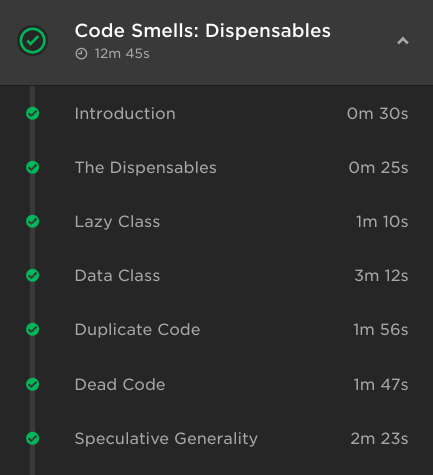 Code Smells: Dispensables
12m 45s
Introduction 0m 30s
The Dispensables 0m 25s
Lazy Class 1m 10s
Data Class 3m 12s
Duplicate Code 1m 56s
Dead Code 1m 47s
Speculative Generality 2m 23s